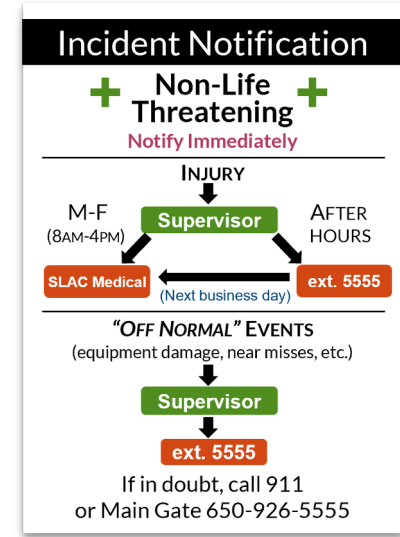 Incident Notification
Non-Life
Threatening
Notify Immediately
INJURY
M-F
(8AM-4PM)
Supervisor
AFTER
HOURS
SLAC Medical
(Next business day)
ext. 5555
"OFF NORMAL" EVENTS
(equipment damage, near misses, etc.)
Supervisor
ext. 5555
If in doubt, call 911
or Main Gate 650-926-5555